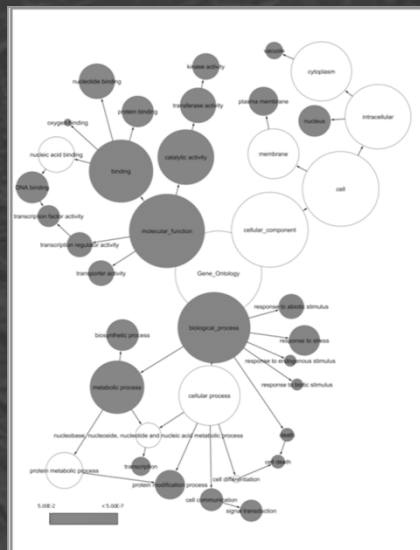 vacuole
kinase activity
cytoplasm
nucleotide binding
plasma membrane
transferase activity
protein binding
intracellular
oxygen binding
nucleus
nucleic acid binding
catalytic activity
membrane
binding
DNA binding
cell
transcription factor activity
molecular_function
cellular_component
transcription regulator activity
transporter activity
Gene_Ontology
response to abiotic stimulus
biological_process
biosynthetic process
response to stress
response to endogenous stimulus
metabolic process
response to biotic stimulus
cellular process
nucleobase, nucleoside, nucleotide and nucleic acid metabolic process
death
transcription
cell death
protein metabolic process
cell differentiation
protein modification process
cell communication
signal transduction
5.00E-2
<5.00E-7